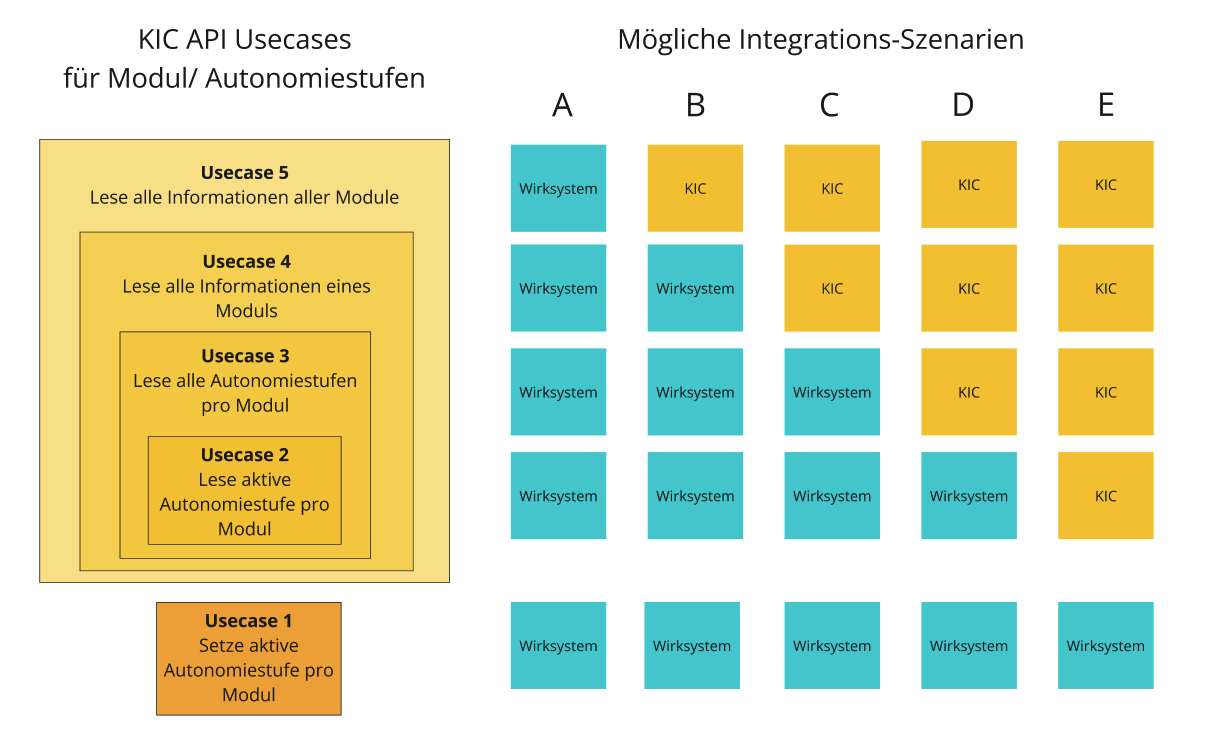 KIC API Usecases
für Modul/ Autonomiestufen
Mögliche Integrations-Szenarien
A B C D E
Usecase 5
Lese alle Informationen aller Module
Usecase 4
Lese alle Informationen eines
Moduls
Usecase 3
Lese alle Autonomiestufen
pro Modul
Usecase 2
Lese aktive
Autonomiestufe pro
Modul
Usecase 1
Setze aktive
Autonomiestufe pro
Modul
Wirksystem KIC KIC KIC KIC
Wirksystem Wirksystem KIC KIC KIC
Wirksystem Wirksystem Wirksystem KIC KIC
Wirksystem Wirksystem Wirksystem Wirksystem KIC
Wirksystem Wirksystem Wirksystem Wirksystem Wirksystem